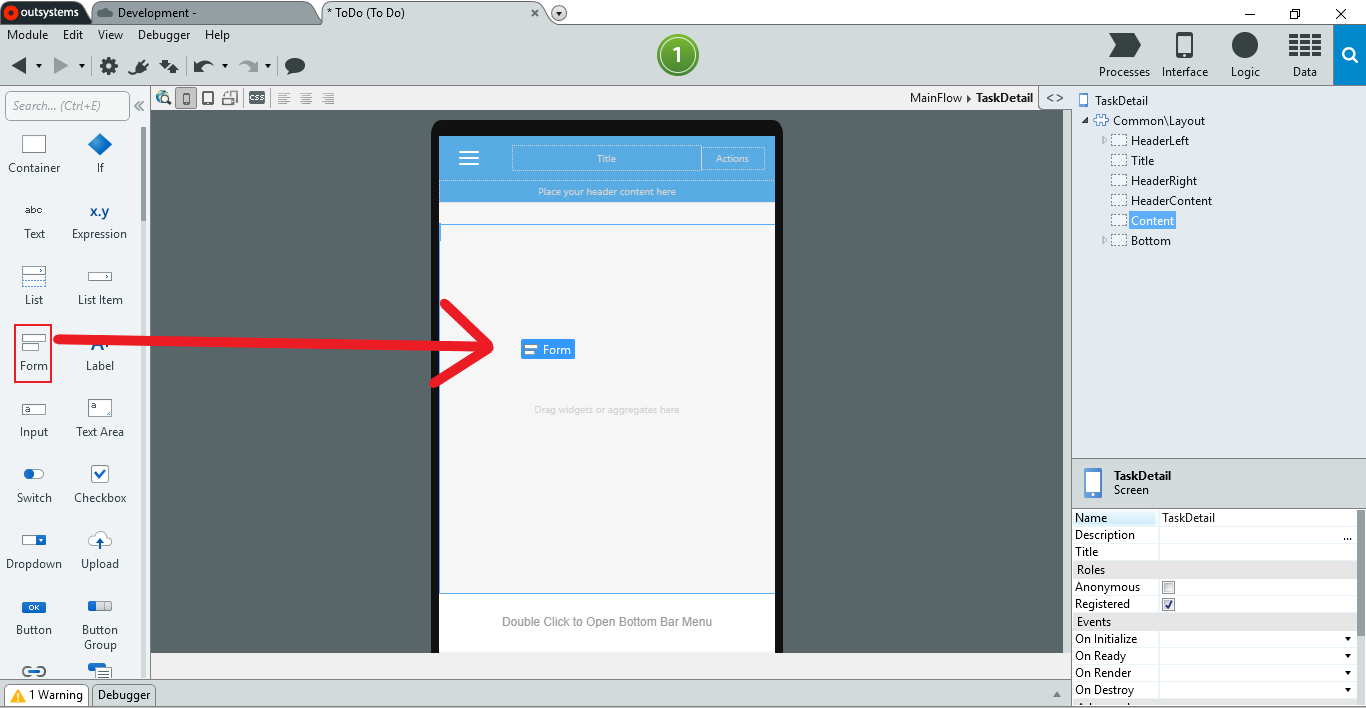 outsystems
Development -
* ToDo (To Do)
Module Edit View Debugger Help
1
Processes Interface Logic Data
Search... (Ctrl+E)
CSS
MainFlow TaskDetail
<>
Container If
abc x.y
Text Expression
List List Item
Form Label
a a
Input Text Area
Switch Checkbox
Dropdown Upload
OK
Button Button
Group
Title Actions
Place your header content here
Form
Drag widgets or aggregates here
Double Click to Open Bottom Bar Menu
TaskDetail
Common\Layout
HeaderLeft
Title
HeaderRight
HeaderContent
Content
Bottom
TaskDetail
Screen
Name TaskDetail
Description ...
Title
Roles
Anonymous
Registered
Events
On Initialize
On Ready
On Render
On Destroy
1 Warning Debugger